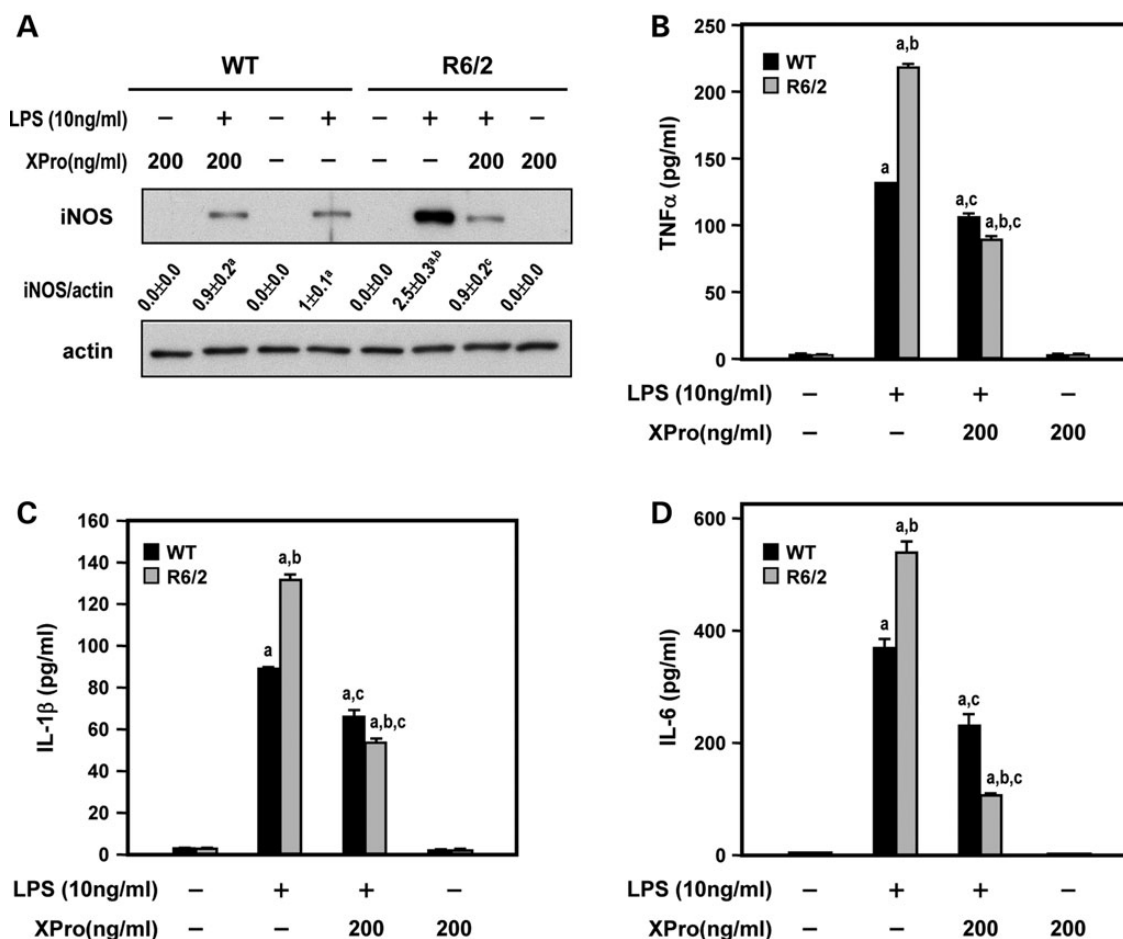 A
WT R6/2
LPS (10ng/ml) − + − + − + + −
XPro(ng/ml) 200 200 − − − − 200 200
iNOS
iNOS/actin 0.0±0.0 0.9±0.2ᵃ 0.0±0.0 1±0.1ᵃ 0.0±0.0 2.5±0.3ᵃ,ᵇ 0.9±0.2ᶜ 0.0±0.0
actin
B
TNFα (pg/ml)
250
200
150
100
50
0
WT
R6/2
a a,b
a,c a,b,c
LPS (10ng/ml) − + + −
XPro(ng/ml) − − 200 200
C
IL-1β (pg/ml)
160
140
120
100
80
60
40
20
0
WT
R6/2
a a,b
a,c a,b,c
LPS (10ng/ml) − + + −
XPro(ng/ml) − − 200 200
D
IL-6 (pg/ml)
600
400
200
0
WT
R6/2
a a,b
a,c a,b,c
LPS (10ng/ml) − + + −
XPro(ng/ml) − − 200 200